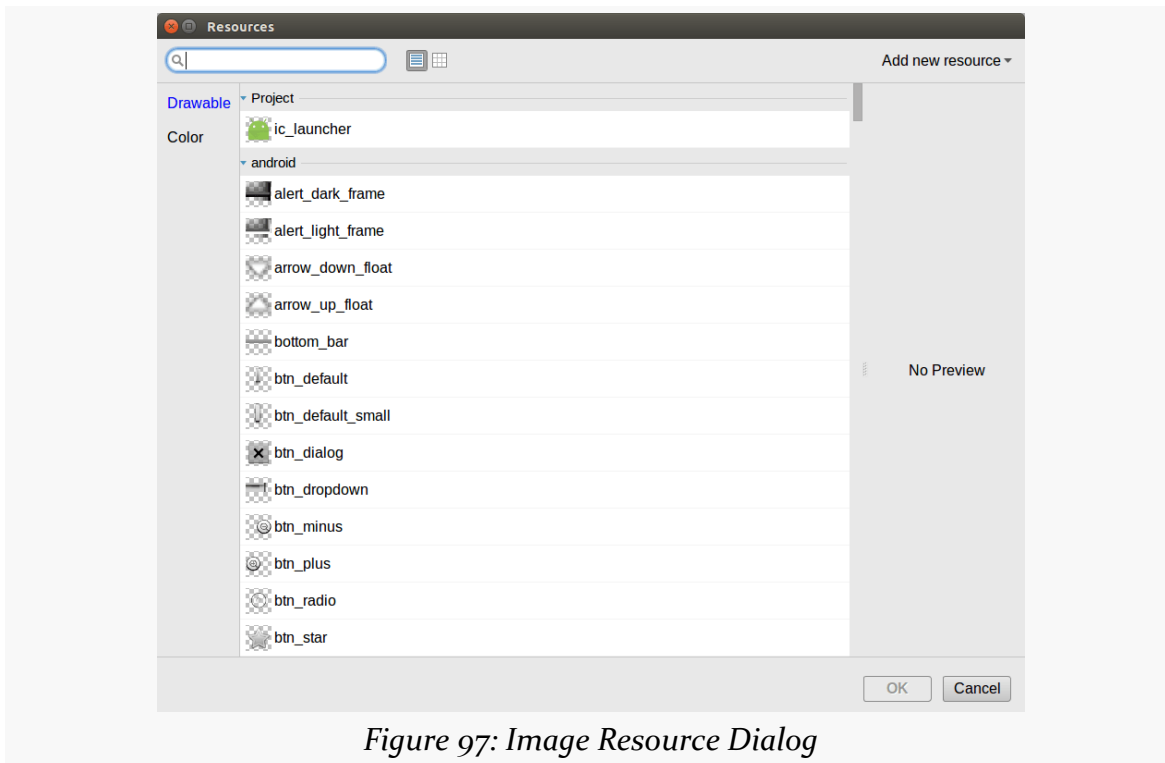 Resources
Add new resource
Drawable
Color
Project
ic_launcher
android
alert_dark_frame
alert_light_frame
arrow_down_float
arrow_up_float
bottom_bar
btn_default
btn_default_small
btn_dialog
btn_dropdown
btn_minus
btn_plus
btn_radio
btn_star
No Preview
OK
Cancel
Figure 97: Image Resource Dialog